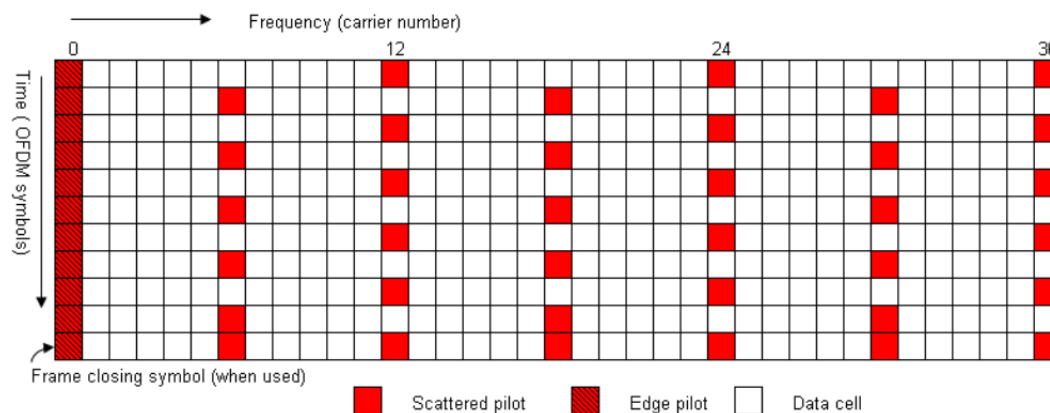 Frequency (carrier number)
0 12 24
Time ( OFDM symbols)
Frame closing symbol (when used)
Scattered pilot Edge pilot Data cell